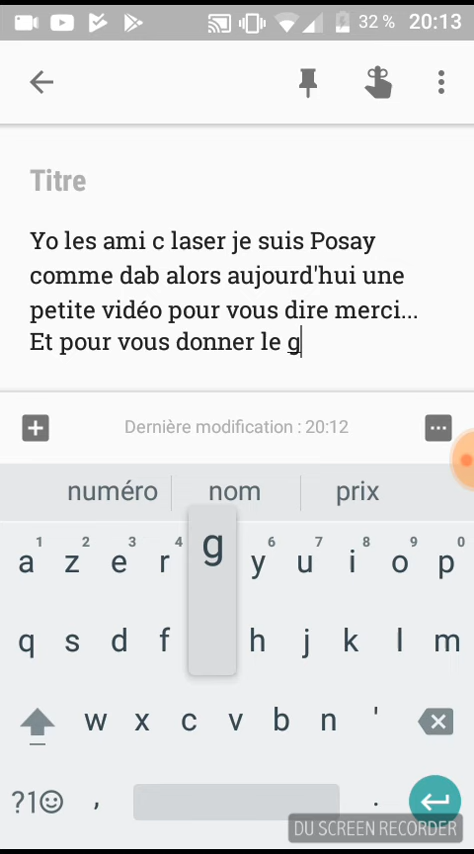 32 % 20:13
Titre
Yo les ami c laser je suis Posay
comme dab alors aujourd'hui une
petite vidéo pour vous dire merci...
Et pour vous donner le g
Dernière modification : 20:12
numéro nom prix
1 2 3 4 6 7 8 9 0
a z e r g y u i o p
q s d f h j k l m
w x c v b n '
?1☺ , .
DU SCREEN RECORDER